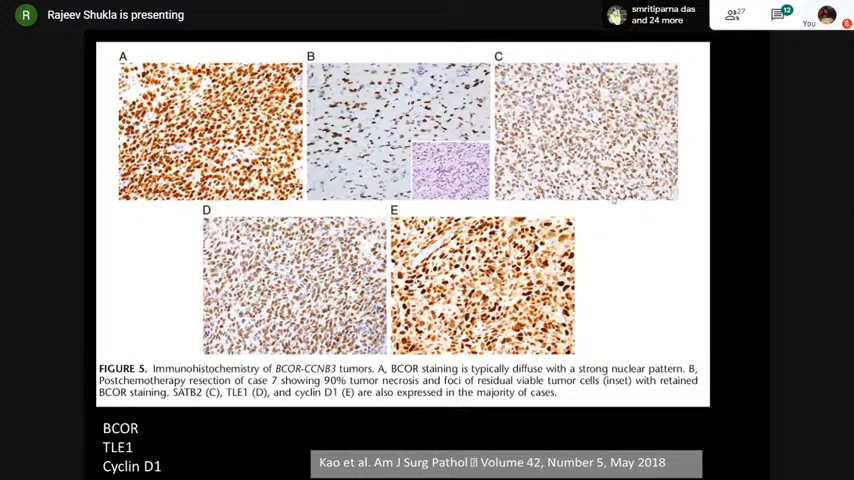 R Rajeev Shukla is presenting
smritiparna das
and 24 more
27
12
You
A
B
C
D
E
FIGURE 5. Immunohistochemistry of BCOR-CCNB3 tumors. A, BCOR staining is typically diffuse with a strong nuclear pattern. B,
Postchemotherapy resection of case 7 showing 90% tumor necrosis and foci of residual viable tumor cells (inset) with retained
BCOR staining. SATB2 (C), TLE1 (D), and cyclin D1 (E) are also expressed in the majority of cases.
BCOR
TLE1
Cyclin D1
Kao et al. Am J Surg Pathol  Volume 42, Number 5, May 2018